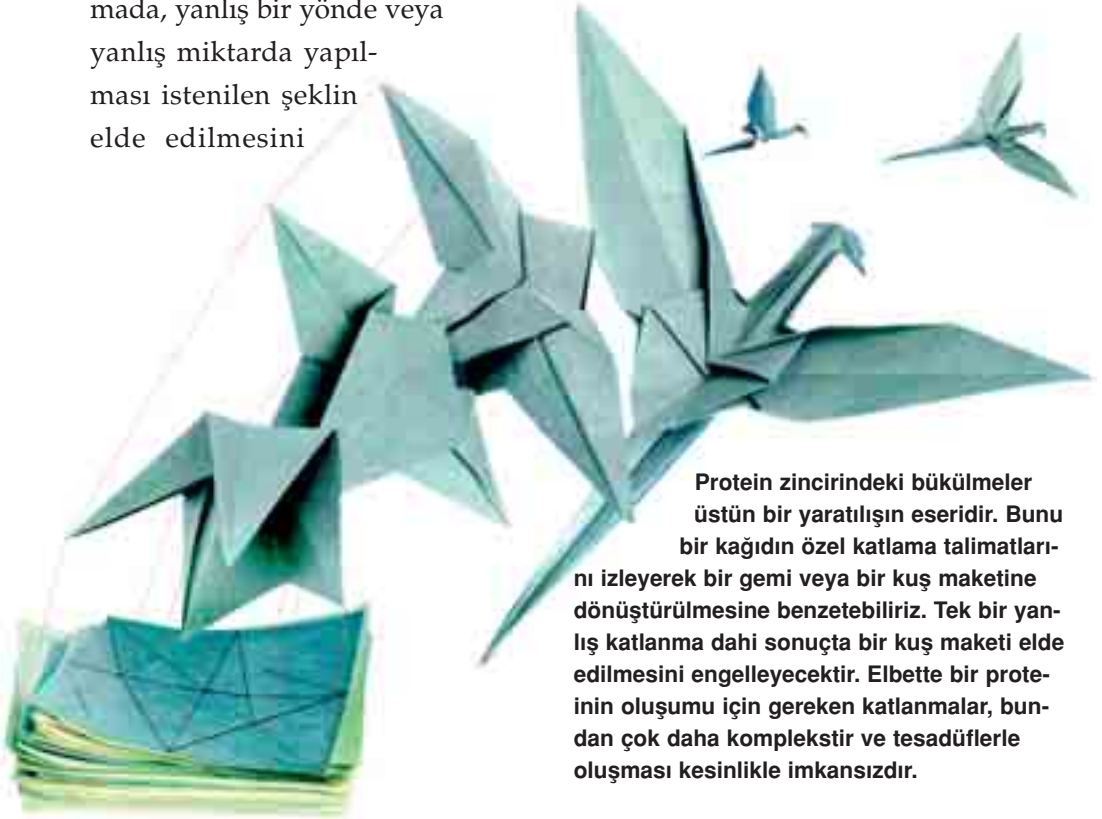 mada, yanlış bir yönde veya
yanlış miktarda yapıl-
ması istenilen şeklin
elde edilmesini
Protein zincirindeki bükülmeler
üstün bir yaratılışın eseridir. Bunu
bir kağıdın özel katlama talimatları-
nı izleyerek bir gemi veya bir kuş maketine
dönüştürülmesine benzetebiliriz. Tek bir yan-
lış katlanma dahi sonuçta bir kuş maketi elde
edilmesini engelleyecektir. Elbette bir prote-
inin oluşumu için gereken katlanmalar, bun-
dan çok daha komplekstir ve tesadüflerle
oluşması kesinlikle imkansızdır.